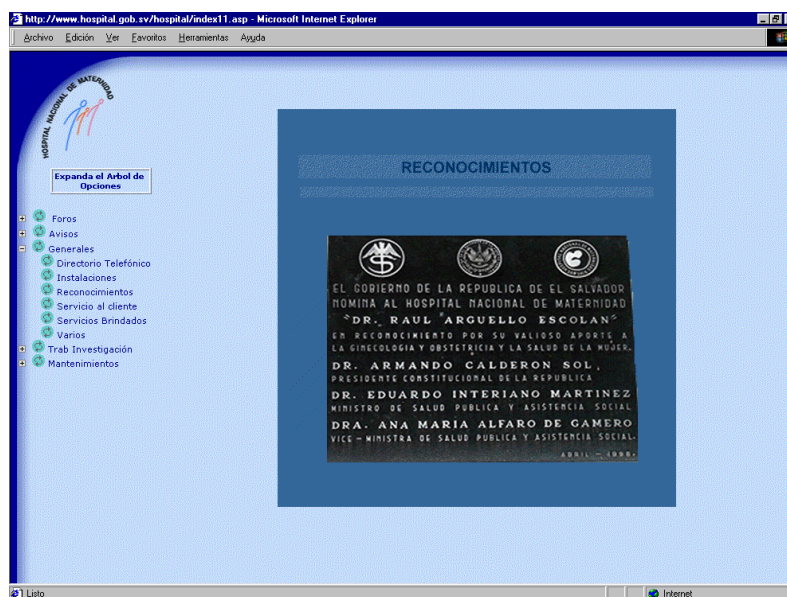 http://www.hospital.gob.sv/hospital/index11.asp - Microsoft Internet Explorer
Archivo Edición Ver Favoritos Herramientas Ayuda
HOSPITAL NACIONAL DE MATERNIDAD
Expanda el Arbol de
Opciones
Foros
Avisos
Generales
Directorio Telefónico
Instalaciones
Reconocimientos
Servicio al cliente
Servicios Brindados
Varios
Trab Investigación
Mantenimientos
RECONOCIMIENTOS
EL GOBIERNO DE LA REPUBLICA DE EL SALVADOR
NOMINA AL HOSPITAL NACIONAL DE MATERNIDAD
"DR. RAUL ARGUELLO ESCOLAN"
EN RECONOCIMIENTO POR SU VALIOSO APORTE A
LA GINECOLOGIA Y OBSTETRICIA Y LA SALUD DE LA MUJER.
DR. ARMANDO CALDERON SOL,
PRESIDENTE CONSTITUCIONAL DE LA REPUBLICA
DR. EDUARDO INTERIANO MARTINEZ
MINISTRO DE SALUD PUBLICA Y ASISTENCIA SOCIAL
DRA. ANA MARIA ALFARO DE GAMERO
VICE - MINISTRA DE SALUD PUBLICA Y ASISTENCIA SOCIAL.
ABRIL -
Listo
Internet